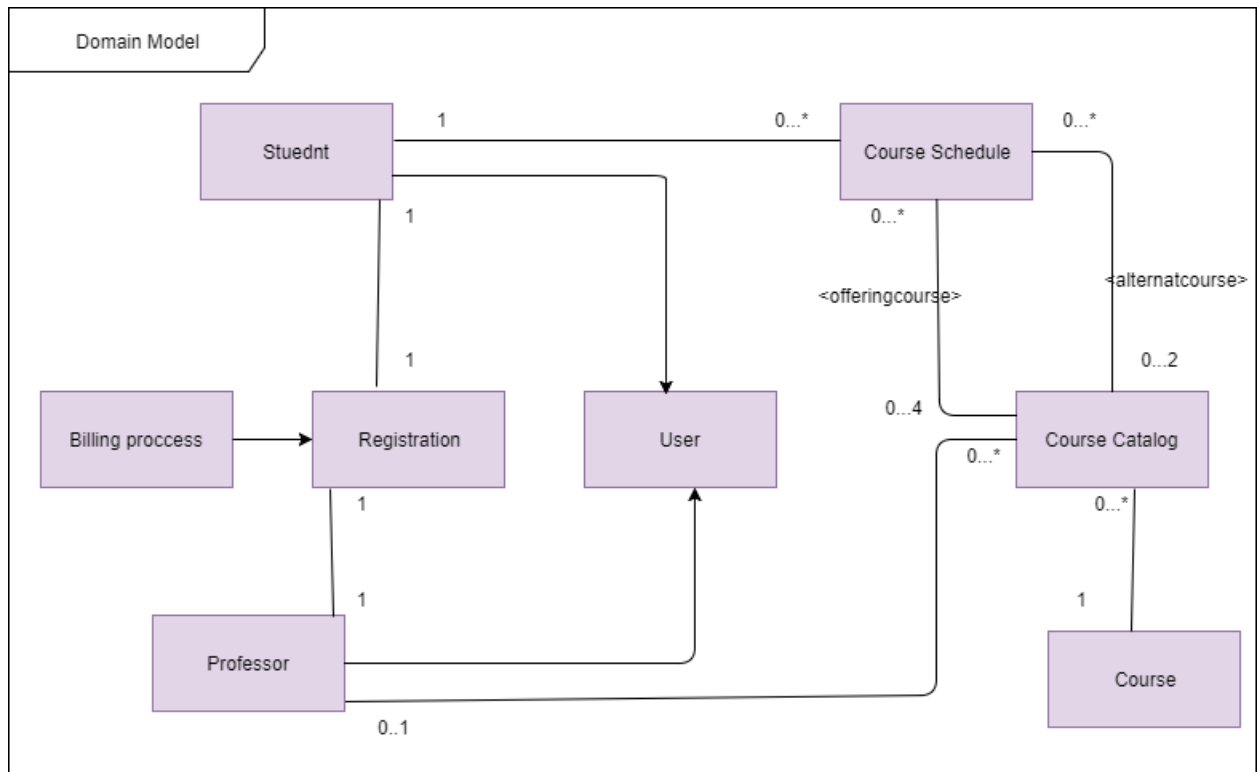 Domain Model
Stuednt
1
0...*
Course Schedule
0...*
1
0...*
<offeringcourse>
<alternatcourse>
1
0...2
0...4
Billing proccess
Registration
User
Course Catalog
0...*
1
0...*
1
1
Professor
Course
0..1